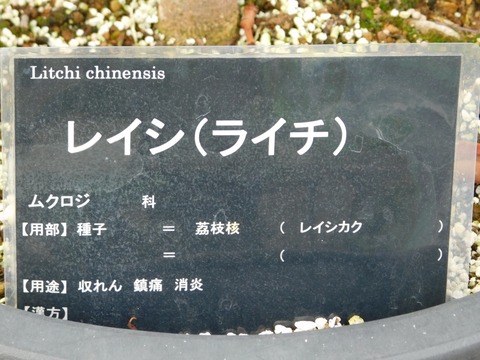 Litchi chinensis
レイシ(ライチ)
ムクロジ 科
【用部】 種子 = 荔枝核 ( レイシカク )
= ( )
【用途】 収れん 鎮痛 消炎
【漢方】